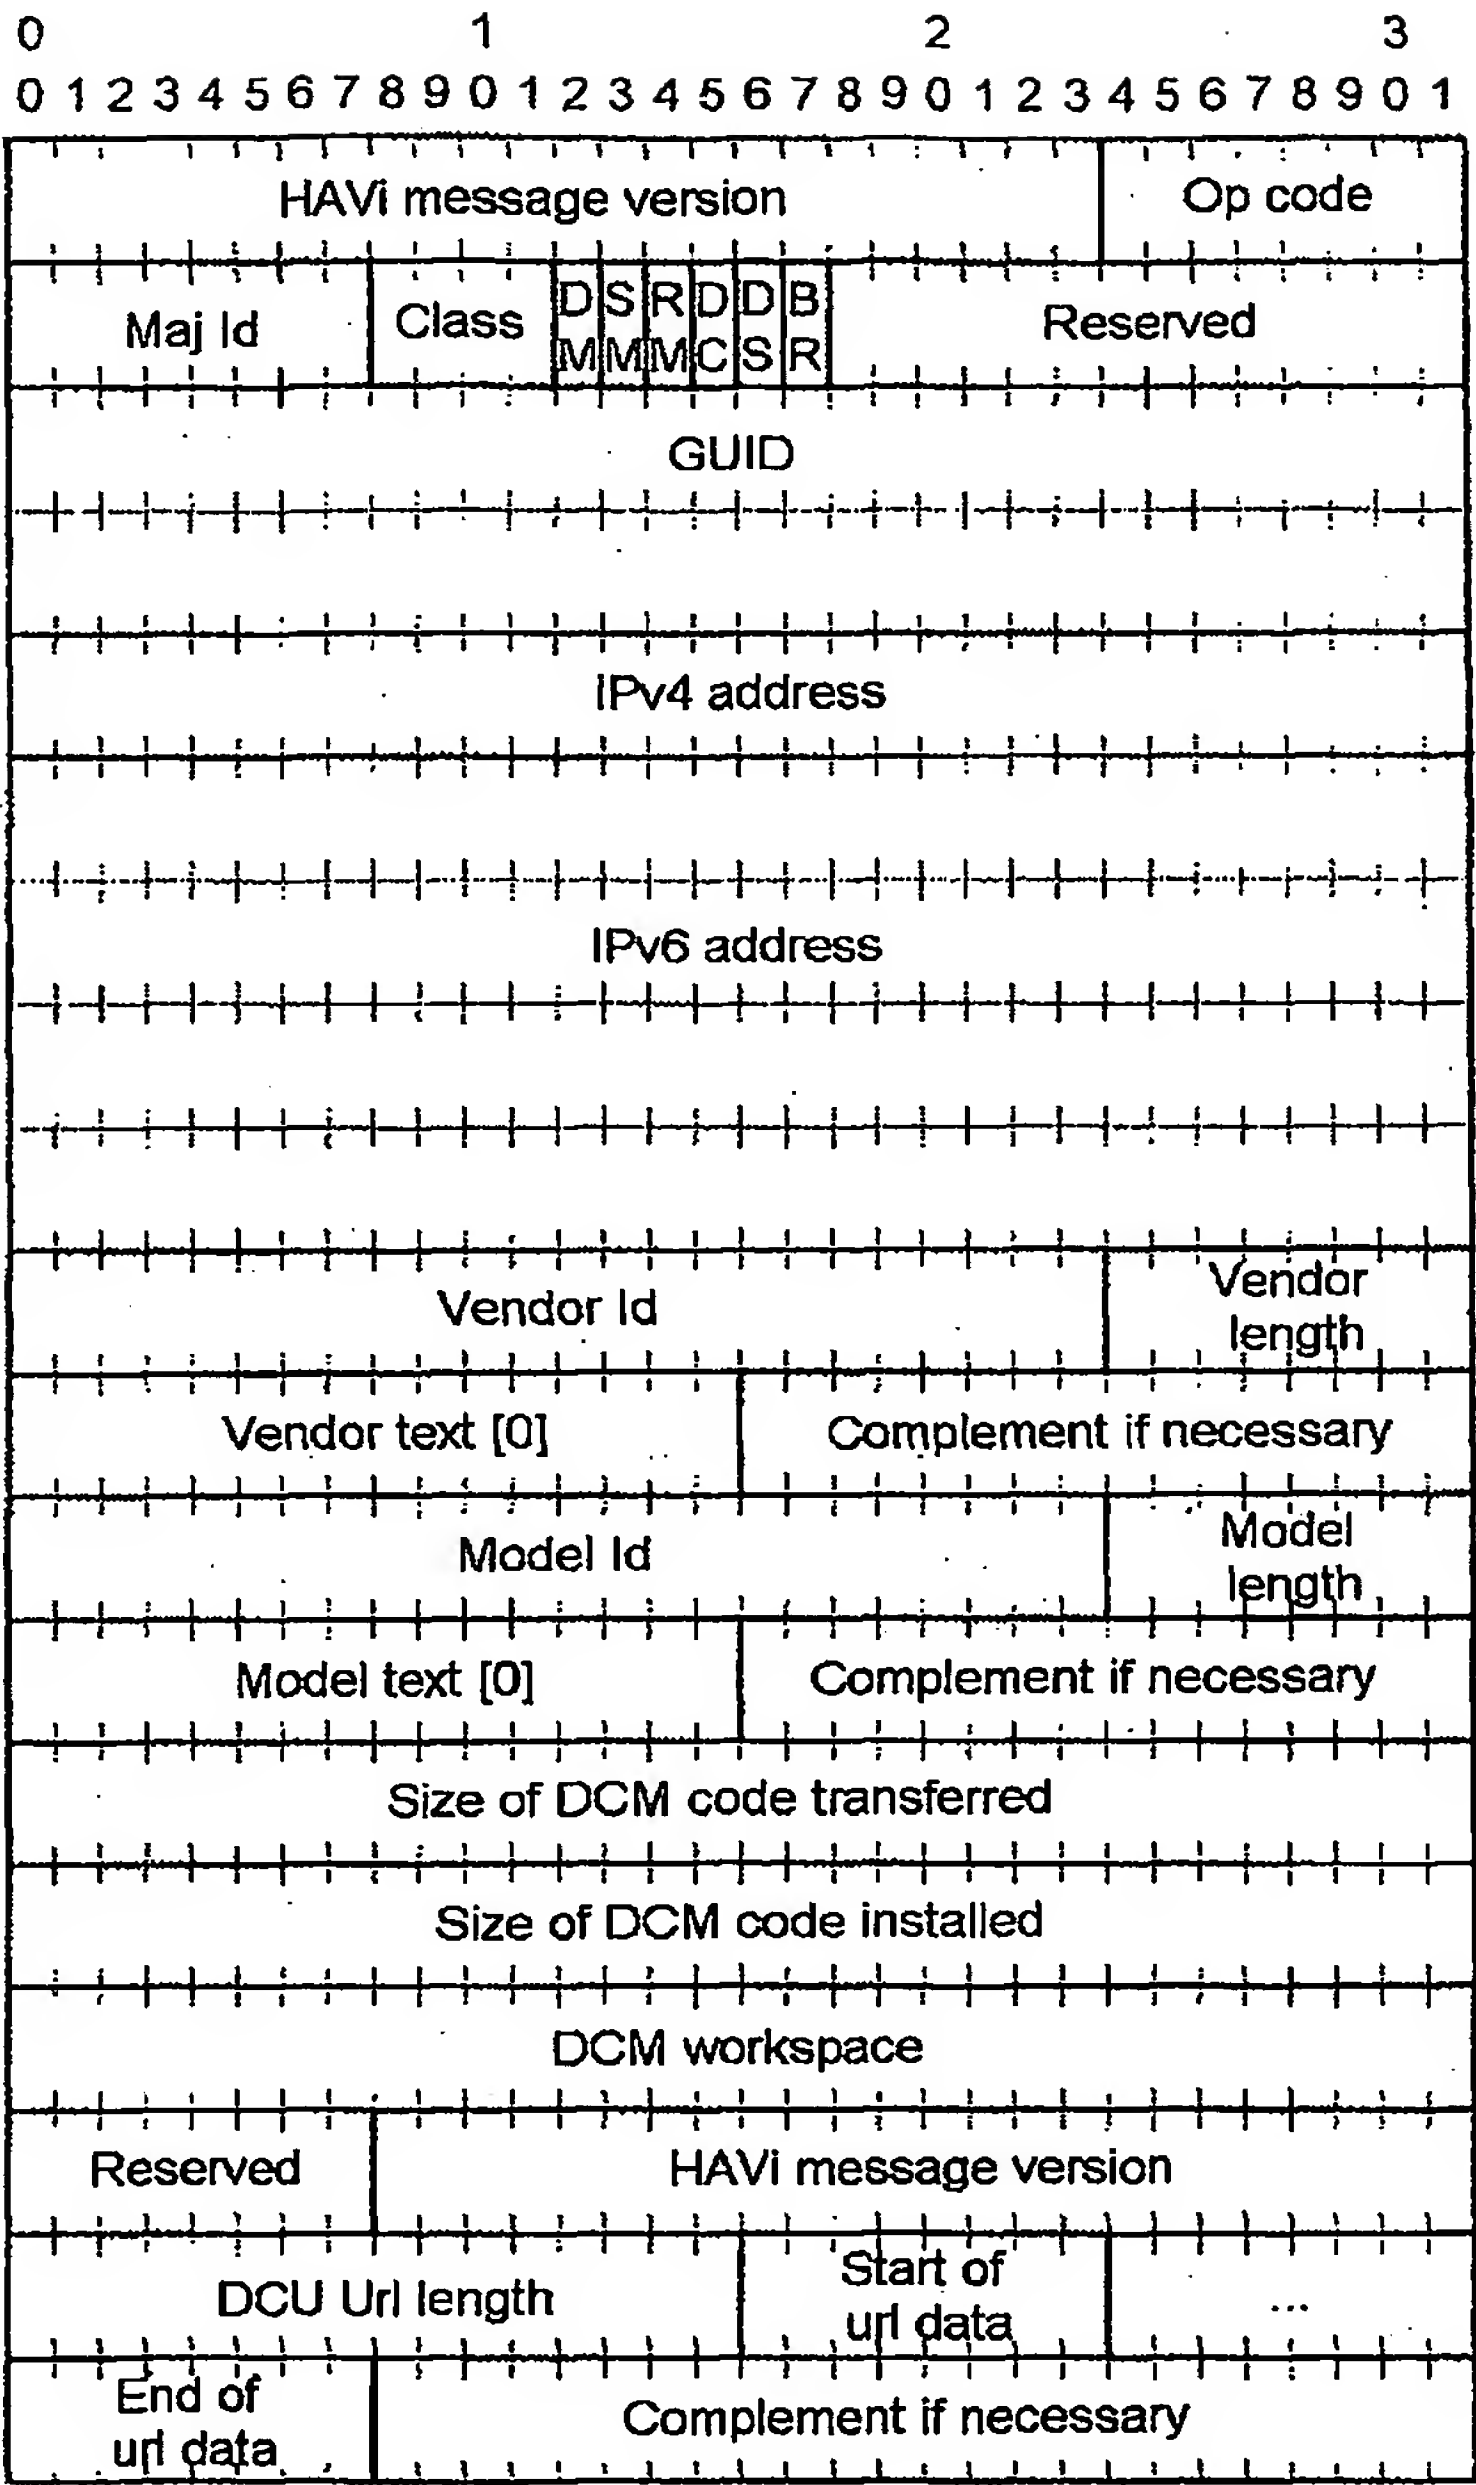 0 1 2 3
0 1 2 3 4 5 6 7 8 9 0 1 2 3 4 5 6 7 8 9 0 1 2 3 4 5 6 7 8 9 0 1
HAVi message version Op code
Maj Id Class D S R D D B Reserved
M M M C S R
GUID
IPv4 address
IPv6 address
Vendor Id Vendor
length
Vendor text [0] Complement if necessary
Model Id Model
length
Model text [0] Complement if necessary
Size of DCM code transferred
Size of DCM code installed
DCM workspace
Reserved HAVi message version
DCU Url length Start of
url data ...
End of
url data Complement if necessary